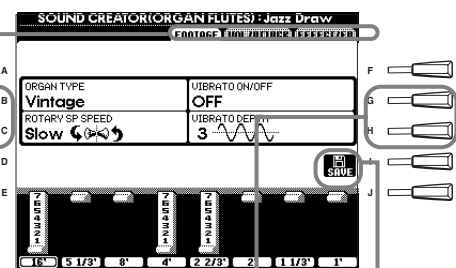 SOUND CREATOR(ORGAN FLUTES) : Jazz Draw
FOOTAGE
A F
ORGAN TYPE VIBRATO ON/OFF
B Vintage OFF G
ROTARY SP SPEED VIBRATO DEPTH
C Slow 3 H
D SAVE I
E J
7 7 7
6 6 6
5 5 5
4 4 4
3 3 3
2 2 2
1 1 1
16' 5 1/3' 8' 4' 2 2/3' 2' 1 1/3' 1'